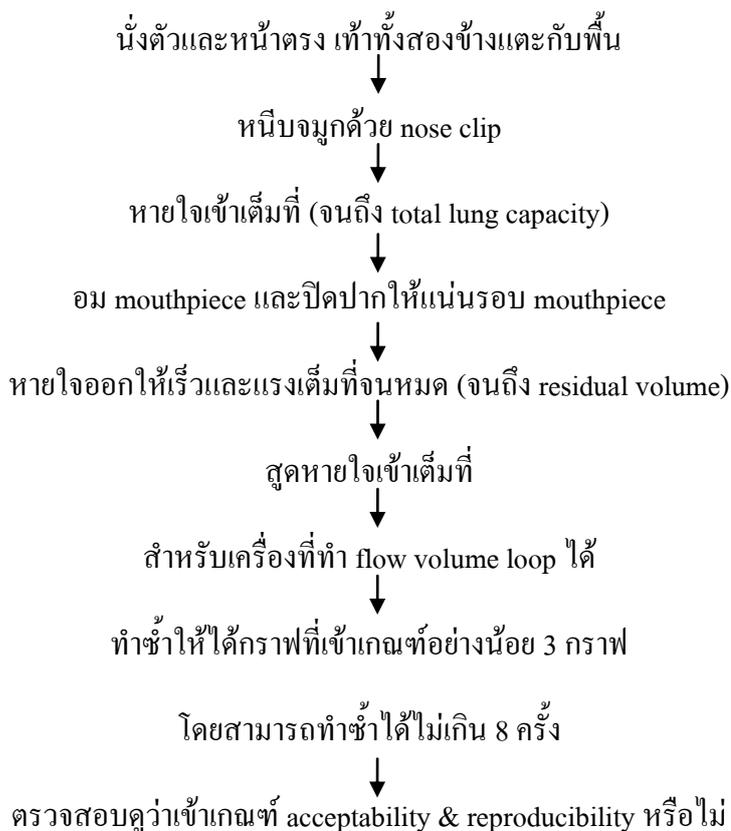 นั่งตัวและหน้าตรง เท้าทั้งสองข้างแตะกับพื้น
หนีบจมูกด้วย nose clip
หายใจเข้าเต็มที่ (จนถึง total lung capacity)
อม mouthpiece และปิดปากให้แน่นรอบ mouthpiece
หายใจออกให้เร็วและแรงเต็มที่จนหมด (จนถึง residual volume)
สูดหายใจเข้าเต็มที่
สำหรับเครื่องที่ทำ flow volume loop ได้
ทำซ้ำให้ได้กราฟที่เข้าเกณฑ์อย่างน้อย 3 กราฟ
โดยสามารถทำซ้ำได้ไม่เกิน 8 ครั้ง
ตรวจสอบดูว่าเข้าเกณฑ์ acceptability & reproducibility หรือไม่